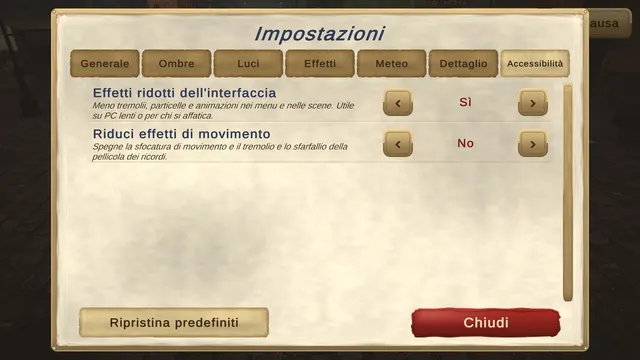 Impostazioni
ausa
Generale Ombre Luci Effetti Meteo Dettaglio Accessibilità
Effetti ridotti dell'interfaccia
Meno tremolii, particelle e animazioni nei menu e nelle scene. Utile
su PC lenti o per chi si affatica.
‹ Sì ›
Riduci effetti di movimento
Spegne la sfocatura di movimento e il tremolio e lo sfarfallio della
pellicola dei ricordi.
‹ No ›
Ripristina predefiniti
Chiudi